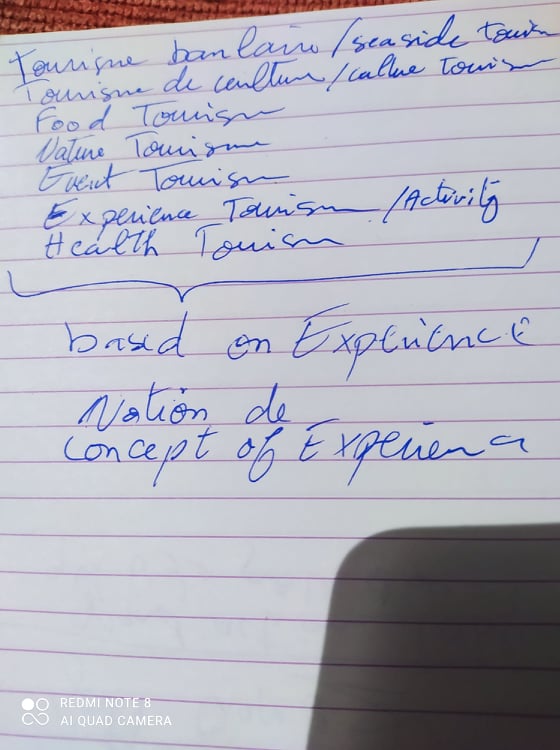 Tourisme / seaside tourism
Tourisme de culture / culture Tourism
Food Tourism
Nature Tourism
Event Tourism
Experience Tourism / Activity
Health Tourism
based on Experience
Notion de
concept of Experience
REDMI NOTE 8
AI QUAD CAMERA